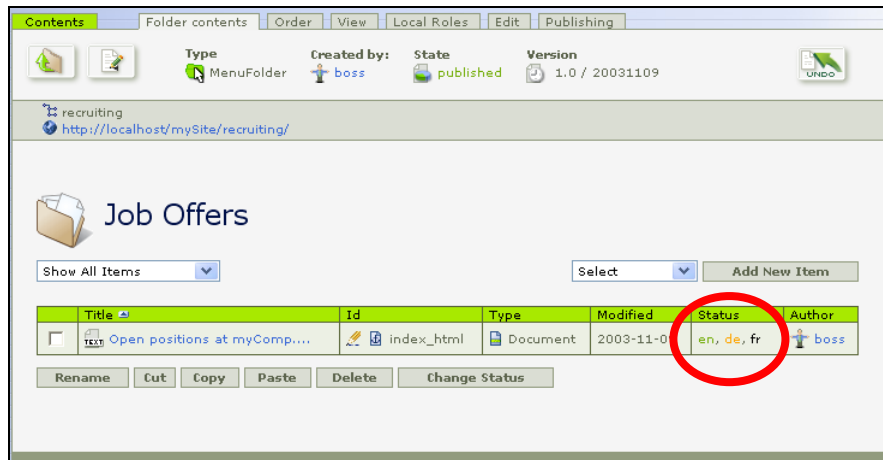 Contents Folder contents Order View Local Roles Edit Publishing
Type Created by: State Version
MenuFolder boss published 1.0 / 20031109
UNDO
recruiting
http://localhost/mySite/recruiting/
Job Offers
Show All Items Select Add New Item
Title Id Type Modified Status Author
TEXT Open positions at myComp.... index_html Document 2003-11-09 en, de, fr boss
Rename Cut Copy Paste Delete Change Status